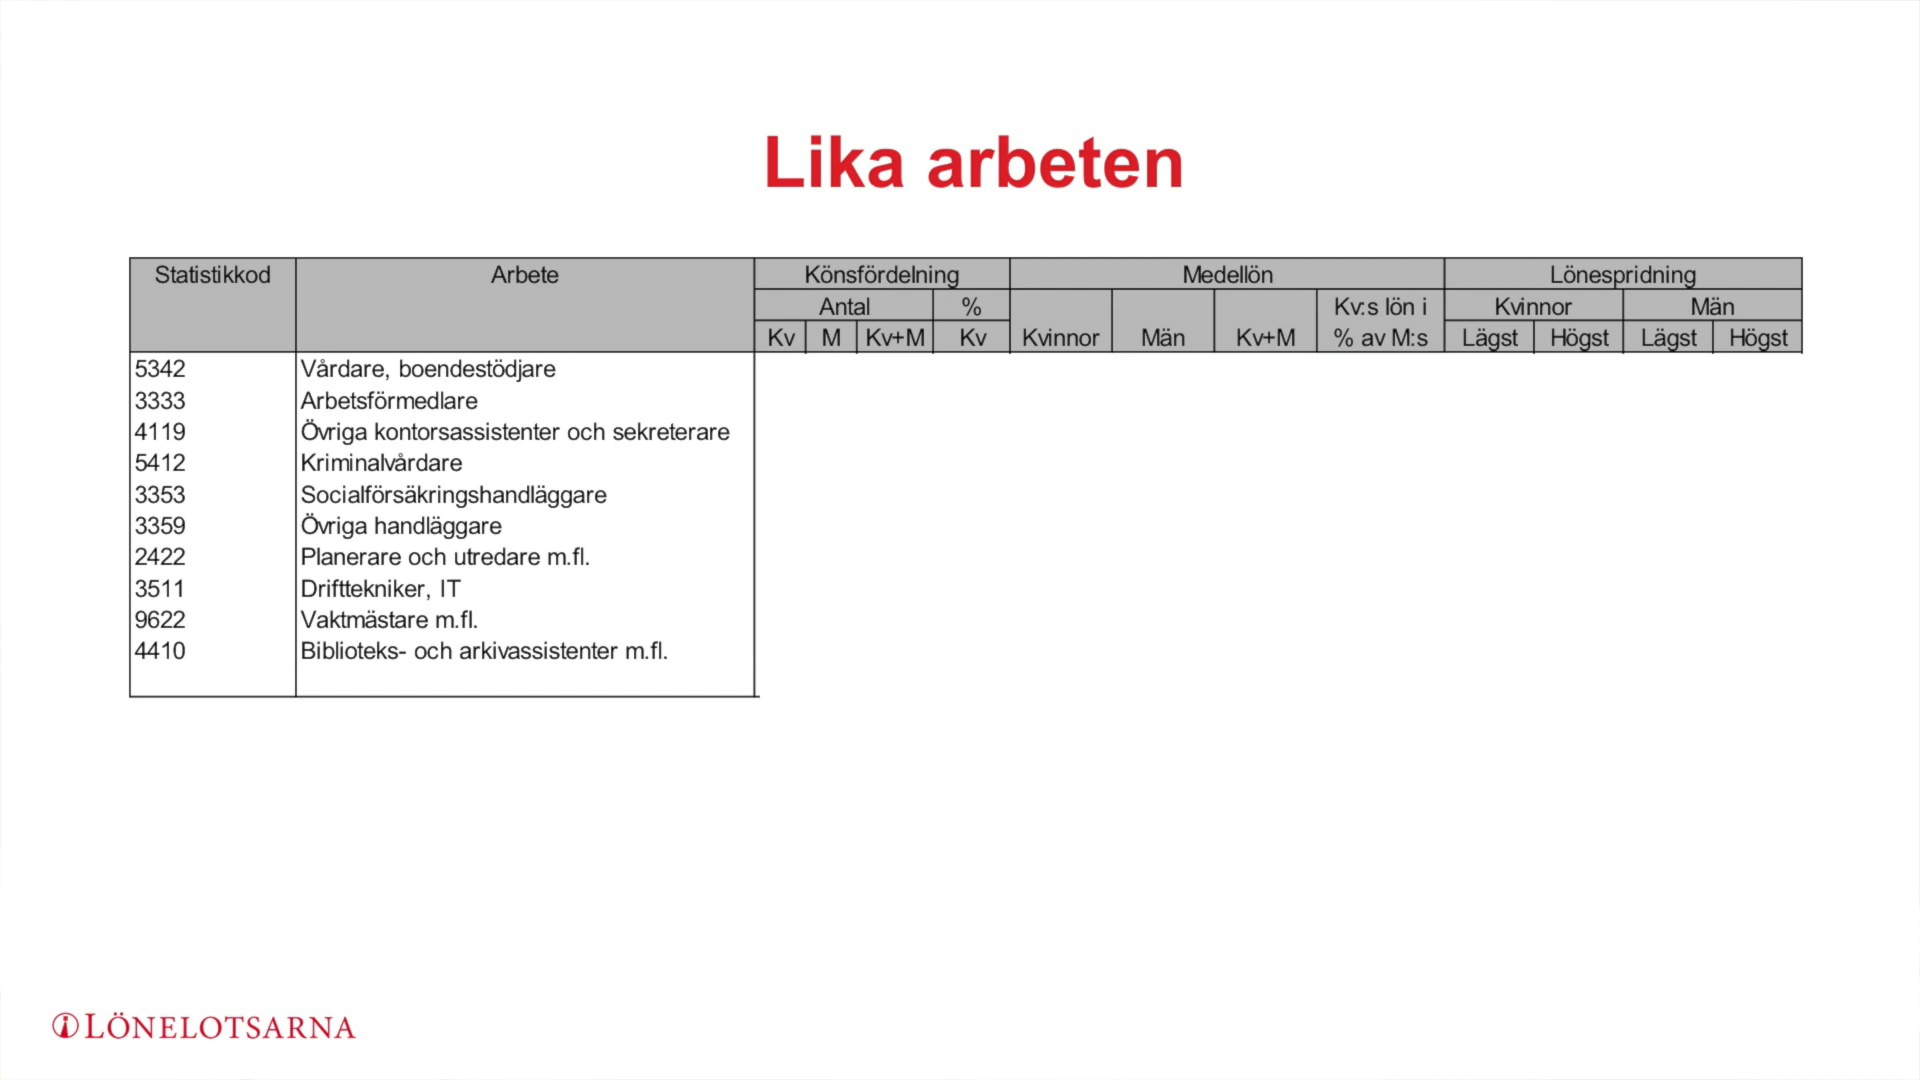 Lika arbeten
Statistikkod Arbete Könsfördelning Medellön Lönespridning
Antal % Kv:s lön i Kvinnor Män
Kv M Kv+M Kv Kvinnor Män Kv+M % av M:s Lägst Högst Lägst Högst
5342 Vårdare, boendestödjare
3333 Arbetsförmedlare
4119 Övriga kontorsassistenter och sekreterare
5412 Kriminalvårdare
3353 Socialförsäkringshandläggare
3359 Övriga handläggare
2422 Planerare och utredare m.fl.
3511 Drifttekniker, IT
9622 Vaktmästare m.fl.
4410 Biblioteks- och arkivassistenter m.fl.
LÖNELOTSARNA